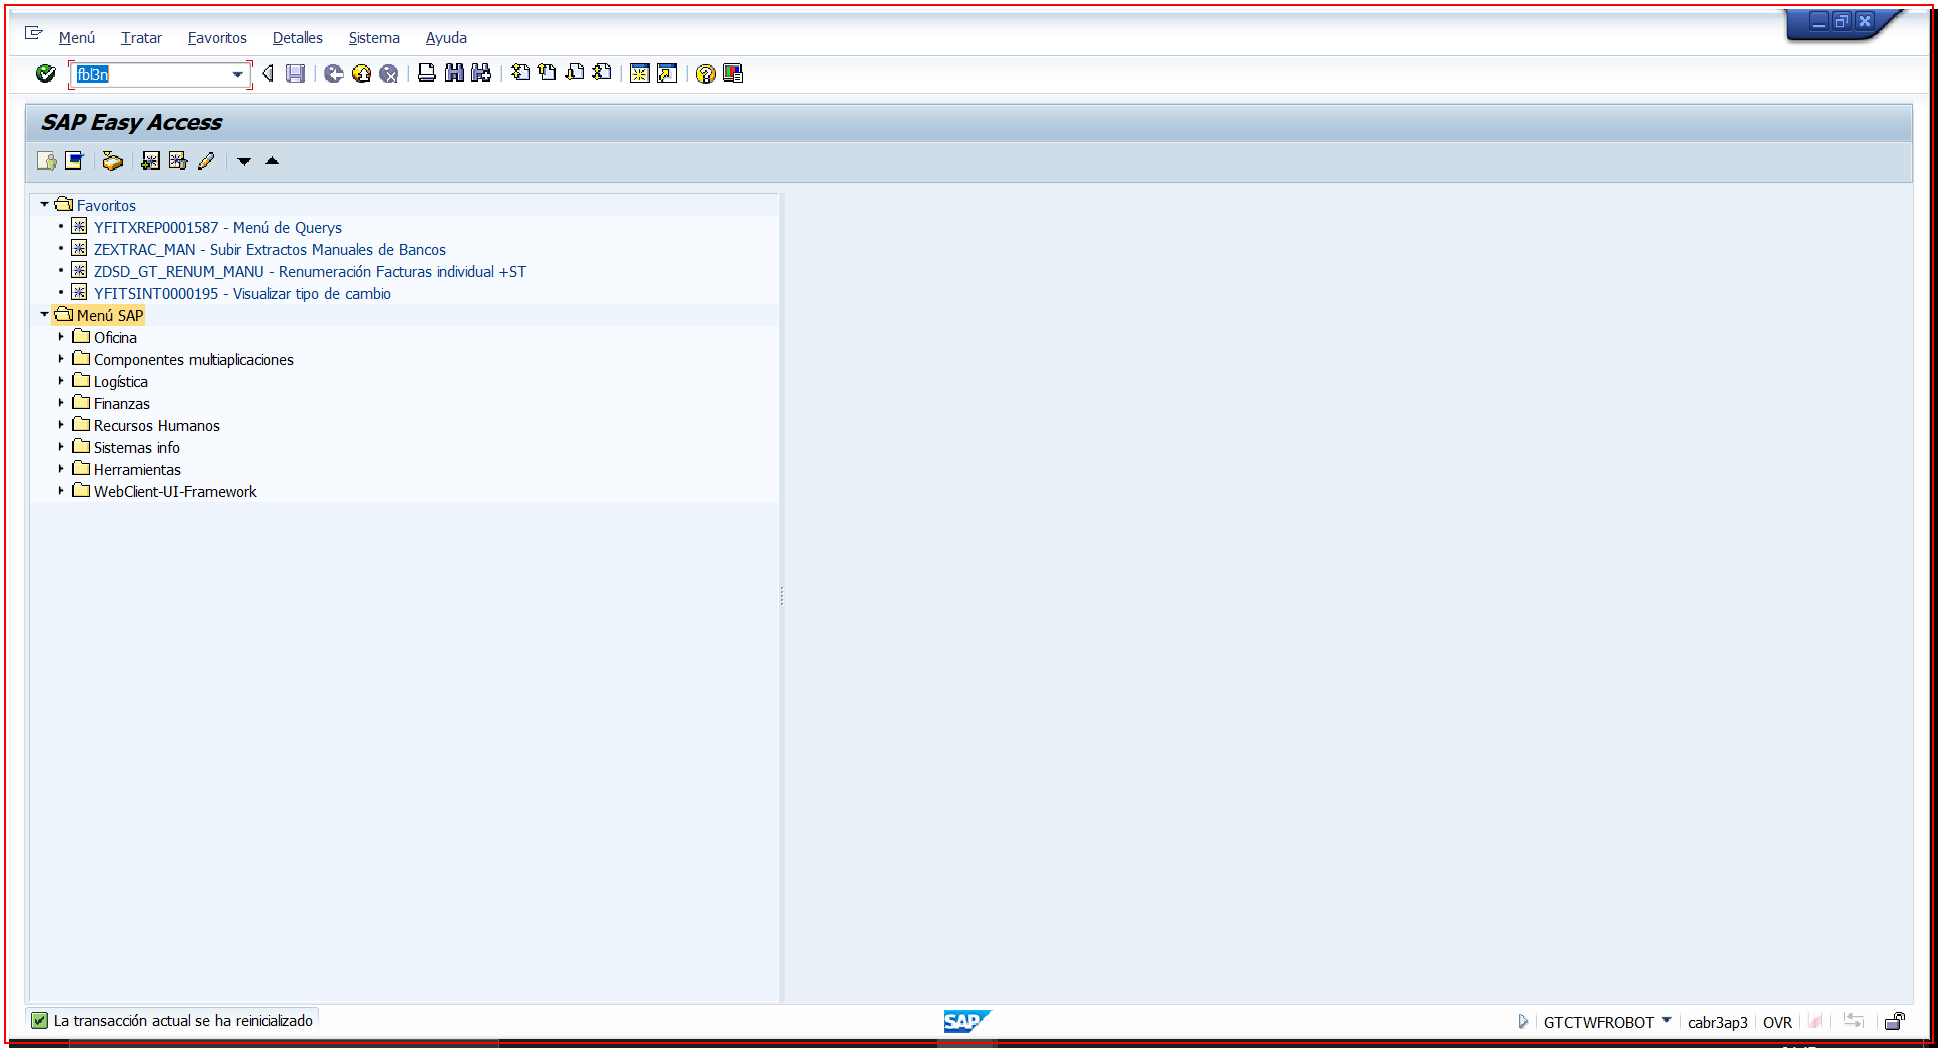 Menú Tratar Favoritos Detalles Sistema Ayuda
fbl3n
SAP Easy Access
Favoritos
YFITXREP0001587 - Menú de Querys
ZEXTRAC_MAN - Subir Extractos Manuales de Bancos
ZDSD_GT_RENUM_MANU - Renumeración Facturas individual +ST
YFITSINT0000195 - Visualizar tipo de cambio
Menú SAP
Oficina
Componentes multiaplicaciones
Logística
Finanzas
Recursos Humanos
Sistemas info
Herramientas
WebClient-UI-Framework
La transacción actual se ha reinicializado
SAP
GTCTWFROBOT cabr3ap3 OVR